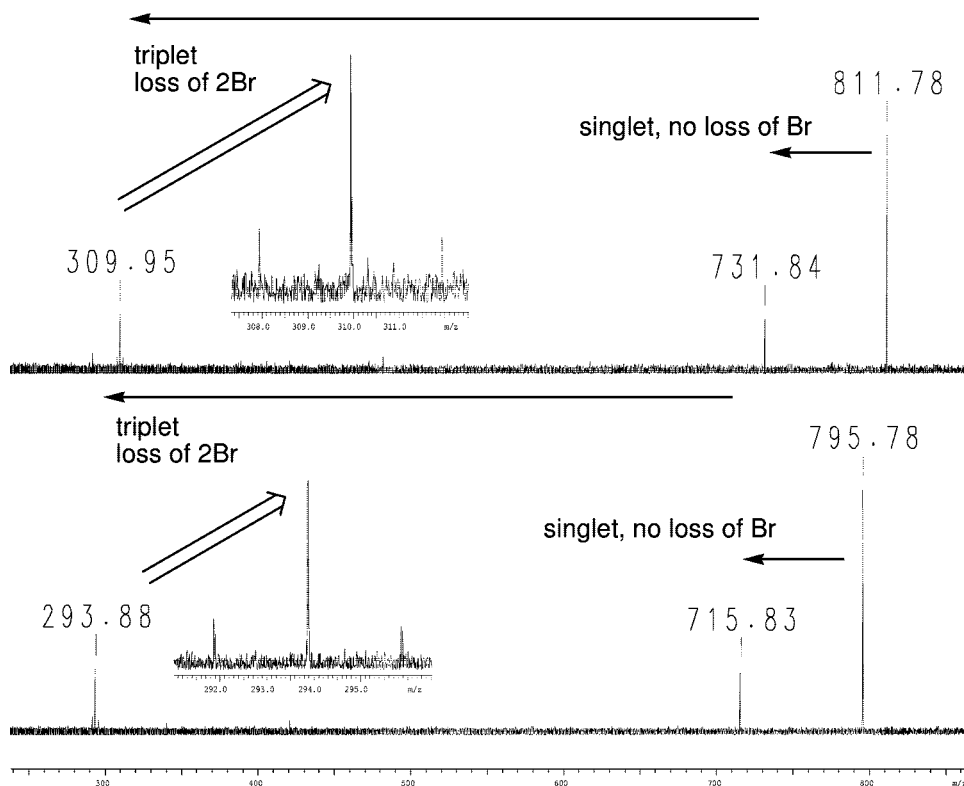 triplet
loss of 2Br
811.78
singlet, no loss of Br
309.95
731.84
308.0 309.0 310.0 311.0 m/z
triplet
loss of 2Br
795.78
singlet, no loss of Br
293.88
715.83
292.0 293.0 294.0 295.0 m/z
300 400 500 600 700 800 m/z